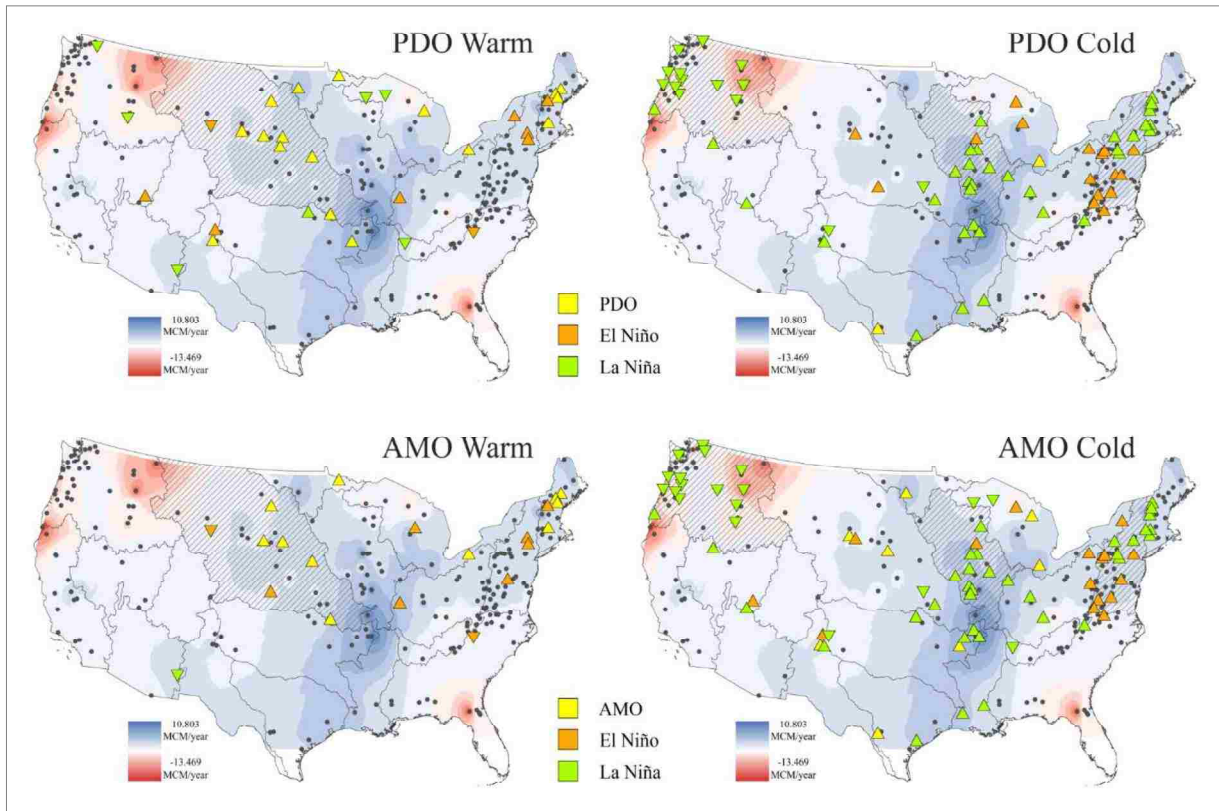 PDO Warm
PDO Cold
10.803
MCM/year
-13.469
MCM/year
PDO
El Niño
La Niña
10.803
MCM/year
-13.469
MCM/year
AMO Warm
AMO Cold
10.803
MCM/year
-13.469
MCM/year
AMO
El Niño
La Niña
10.803
MCM/year
-13.469
MCM/year